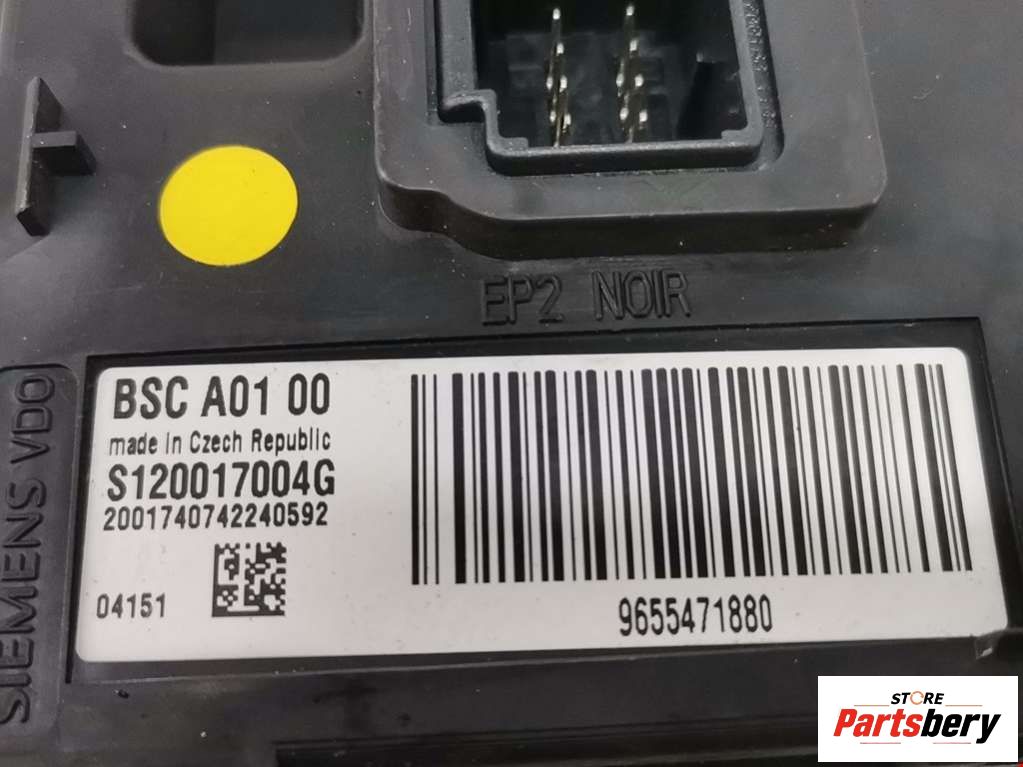 EP2 NOIR
SIEMENS VDO
BSC A01 00
made in Czech Republic
S120017004G
2001740742240592
04151
9655471880
STORE
Partsbery